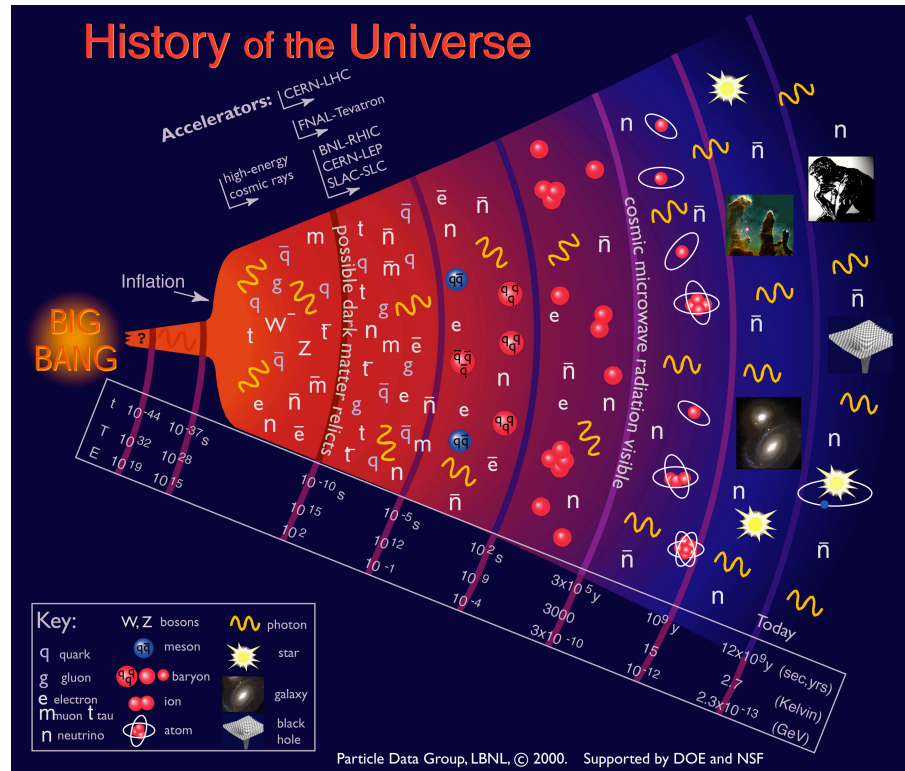 History of the Universe
Accelerators:
CERN-LHC
FNAL-Tevatron
BNL-RHIC
CERN-LEP
SLAC-SLC
high-energy
cosmic rays
Inflation
BIG
BANG
?
possible dark matter relicts
cosmic microwave radiation visible
t 10⁻⁴⁴ 10⁻³⁷ s 10⁻¹⁰ s 10⁻⁵ s 10² s 3x10⁵ y 10⁹ y 12x10⁹ y (sec,yrs)
T 10³² 10²⁸ 10¹⁵ 10¹² 10⁹ 3000 15 2.7 (Kelvin)
E 10¹⁹ 10¹⁵ 10² 10⁻¹ 10⁻⁴ 3x10⁻¹⁰ 10⁻¹² 2.3x10⁻¹³ (GeV)
Today
Key:
W, Z bosons
photon
q quark
qq̄ meson
star
g gluon
qqq baryon
galaxy
e electron
ion
m muon t tau
n neutrino
atom
black
hole
Particle Data Group, LBNL, © 2000. Supported by DOE and NSF